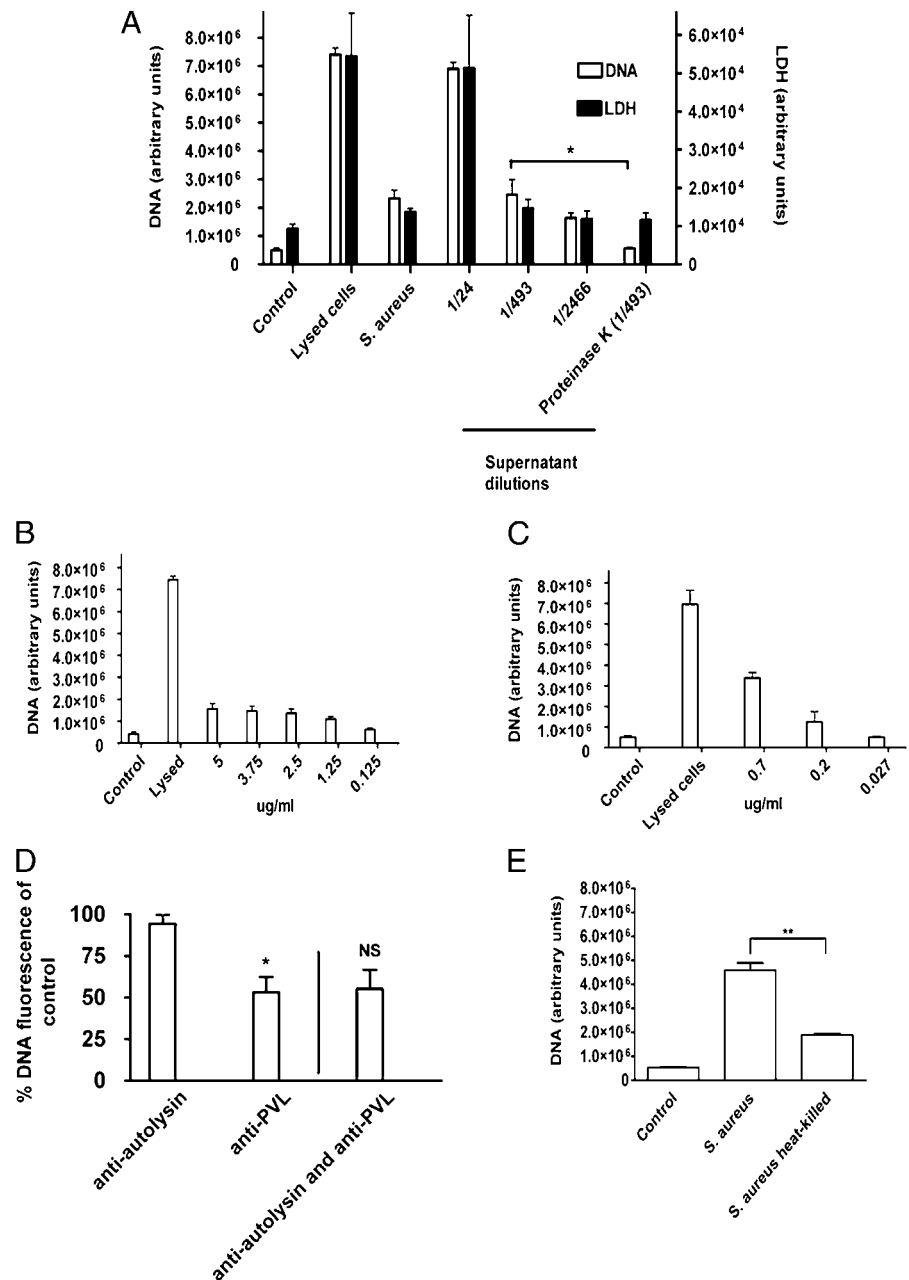 A
DNA (arbitrary units)
8.0×10⁶
7.0×10⁶
6.0×10⁶
5.0×10⁶
4.0×10⁶
3.0×10⁶
2.0×10⁶
1.0×10⁶
0
DNA
LDH
*
6.0×10⁴
5.0×10⁴
4.0×10⁴
3.0×10⁴
2.0×10⁴
1.0×10⁴
0
LDH (arbitrary units)
Control
Lysed cells
S. aureus
1/24
1/493
1/2466
Proteinase K (1/493)
Supernatant
dilutions
B
DNA (arbitrary units)
8.0×10⁶
7.0×10⁶
6.0×10⁶
5.0×10⁶
4.0×10⁶
3.0×10⁶
2.0×10⁶
1.0×10⁶
0
Control
Lysed
5
3.75
2.5
1.25
0.125
ug/ml
C
DNA (arbitrary units)
8.0×10⁶
7.0×10⁶
6.0×10⁶
5.0×10⁶
4.0×10⁶
3.0×10⁶
2.0×10⁶
1.0×10⁶
0
Control
Lysed cells
0.7
0.2
0.027
ug/ml
D
% DNA fluorescence of
control
100
75
50
25
0
*
NS
anti-autolysin
anti-PVL
anti-autolysin and anti-PVL
E
DNA (arbitrary units)
8.0×10⁶
7.0×10⁶
6.0×10⁶
5.0×10⁶
4.0×10⁶
3.0×10⁶
2.0×10⁶
1.0×10⁶
0
**
Control
S. aureus
S. aureus heat-killed